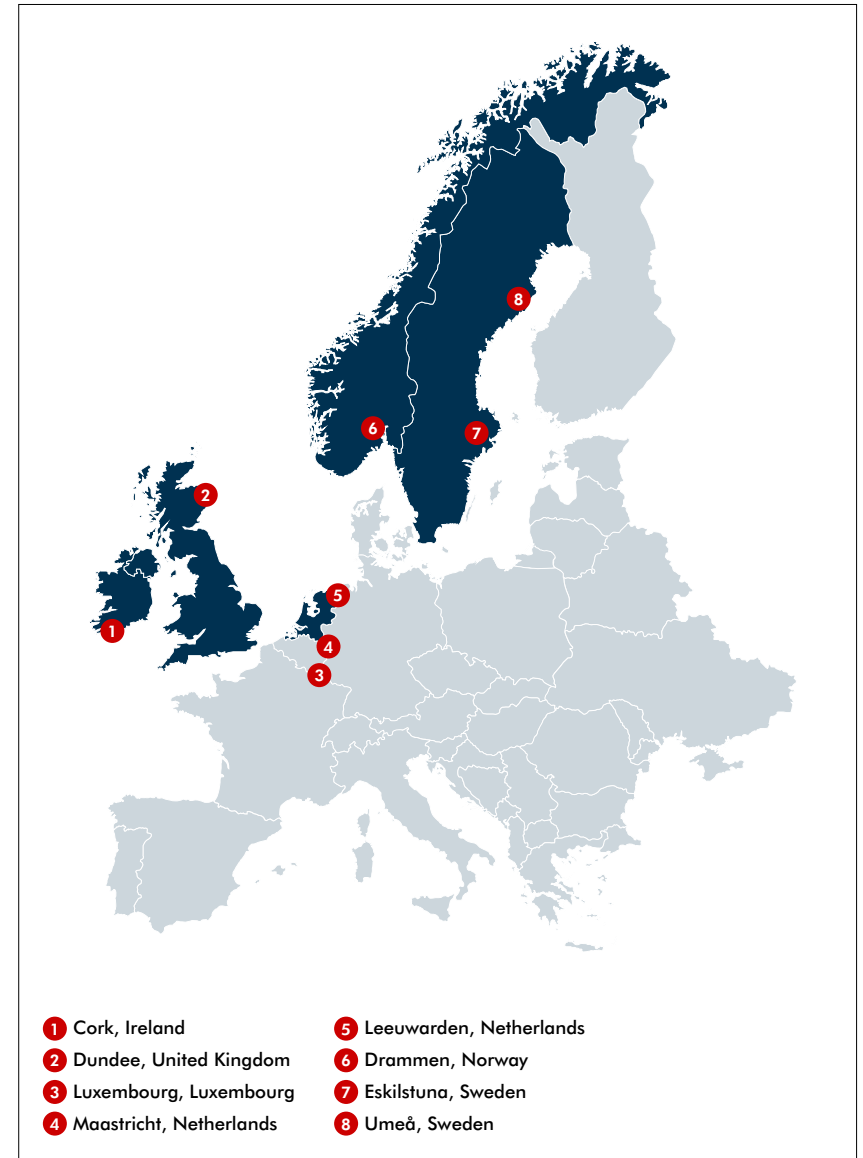 8
6
7
2
5
1
4
3
1 Cork, Ireland
2 Dundee, United Kingdom
3 Luxembourg, Luxembourg
4 Maastricht, Netherlands
5 Leeuwarden, Netherlands
6 Drammen, Norway
7 Eskilstuna, Sweden
8 Umeå, Sweden